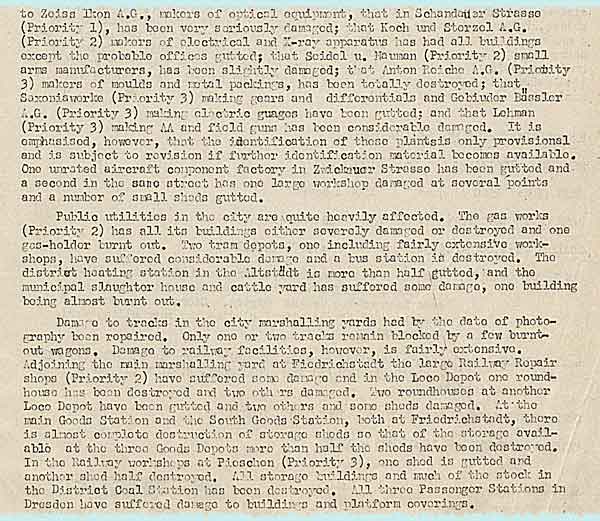 to Zeiss Ikon A.G., makers of optical equipment, that in Schandauer Strasse
(Priority 1), has been very seriously damaged; that Koch und Storzel A.G.
(Priority 2) makers of electrical and X-ray apparatus has had all buildings
except the probable offices gutted; that Seidel u. Nauman (Priority 2) small
arms manufacturers, has been slightly damaged; that Anton Reiche A.G. (Priority
3) makers of moulds and metal packings, has been totally destroyed; that
Saxoniaworke (Priority 3) making gears and differentials and Gebiuder Bässler
A.G. (Priority 3) making electric guages have been gutted; and that Lehman
(Priority 3) making AA and field guns has been considerable damaged. It is
emphasised, however, that the identification of these plantsis only provisional
and is subject to revision if further identification material becomes available.
One unrated aircraft component factory in Zwickauer Strasse has been gutted and
a second in the same street has one large workshop damaged at several points
and a number of small sheds gutted.
Public utilities in the city are quite heavily affected. The gas works
(Priority 2) has all its buildings either severely damaged or destroyed and one
gas-holder burnt out. Two tram depots, one including fairly extensive work-
shops, have suffered considerable damage and a bus station is destroyed. The
district heating station in the Altstadt is more than half gutted, and the
municipal slaughter house and cattle yard has suffered some damage, one building
being almost burnt out.
Damage to tracks in the city marshalling yards had by the date of photo-
graphy been repaired. Only one or two tracks remain blocked by a few burnt-
out wagons. Damage to railway facilities, however, is fairly extensive.
Adjoining the main marshalling yard at Fiedrichstadt the large Railway Repair
shops (Priority 2) have suffered some damage and in the Loco Depot one round-
house has been destroyed and two others damaged. Two roundhouses at another
Loco Depot have been gutted and two others and some sheds damaged. At the
main Goods Station and the South Goods Station, both at Friedrichstadt, there
is almost complete destruction of storage sheds so that of the storage avail-
able at the three Goods Depots more than half the sheds have been destroyed.
In the Railway workshops at Pieschen (Priority 3), one shed is gutted and
another shed half destroyed. All storage buildings and much of the stock in
the District Coal Station has been destroyed. All three Passenger Stations in
Dresden have suffered damage to buildings and platform coverings.